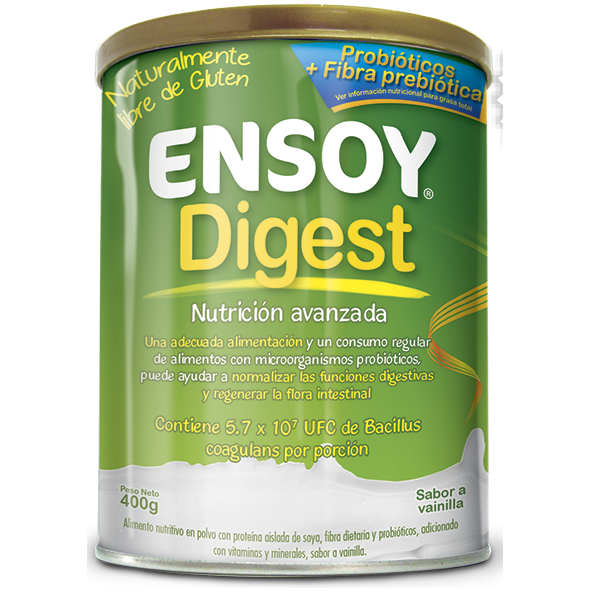 Naturalmente
libre de Gluten
Probióticos
+ Fibra prebiótica
Ver información nutricional para grasa total
ENSOY®
Digest
Nutrición avanzada
Una adecuada alimentación y un consumo regular
de alimentos con microorganismos probióticos,
puede ayudar a normalizar las funciones digestivas
y regenerar la flora intestinal
Contiene 5.7 x 10⁷ UFC de Bacillus
coagulans por porción
Peso Neto
400g
Sabor a
vainilla
Alimento nutritivo en polvo con proteína aislada de soya, fibra dietaria y probióticos, adicionado
con vitaminas y minerales, sabor a vainilla.